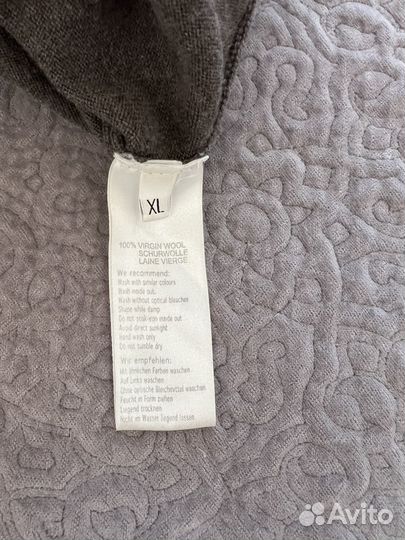 XL
100% VIRGIN WOOL
SCHURWOLLE
LAINE VIERGE
We recommend:
Wash with similar colours
Wash inside out.
Wash without optical bleachen
Shape while damp
Do not soak-iron inside out
Avoid direct sunlight
Hand wash only
Do not tumble dry
Wir empfehlen:
Mit ähnlichen Farben waschen
Auf Links waschen
Ohne optische Bleichmittel waschen
Feucht in Form ziehen
Liegend trocknen
Nicht im Wasser liegend lassen
Avito